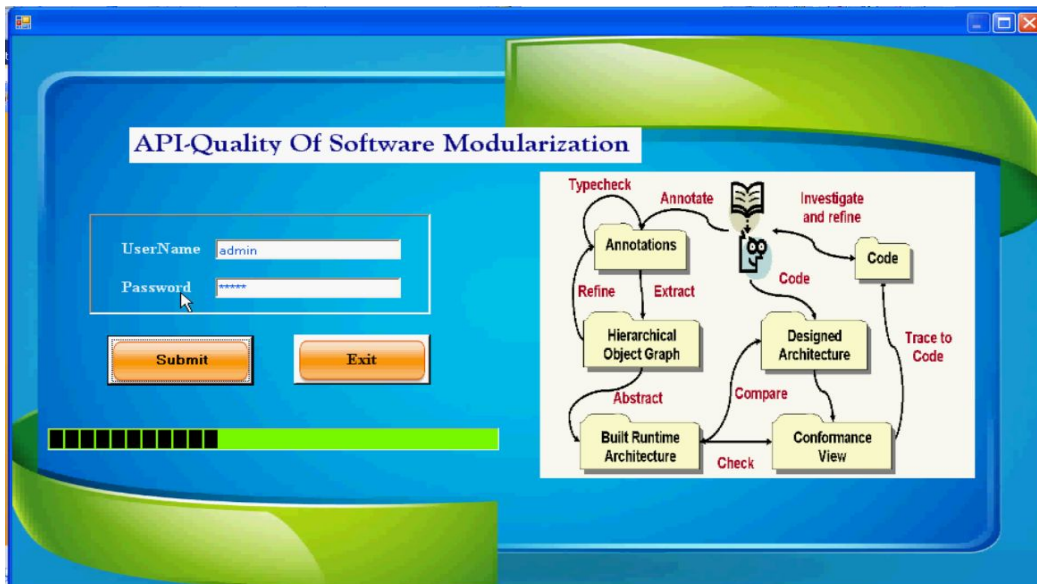 API-Quality Of Software Modularization
UserName
admin
Password
*****
Submit
Exit
Typecheck
Annotate
Investigate
and refine
Annotations
Code
Code
Refine
Extract
Hierarchical
Object Graph
Designed
Architecture
Trace to
Code
Abstract
Compare
Built Runtime
Architecture
Check
Conformance
View